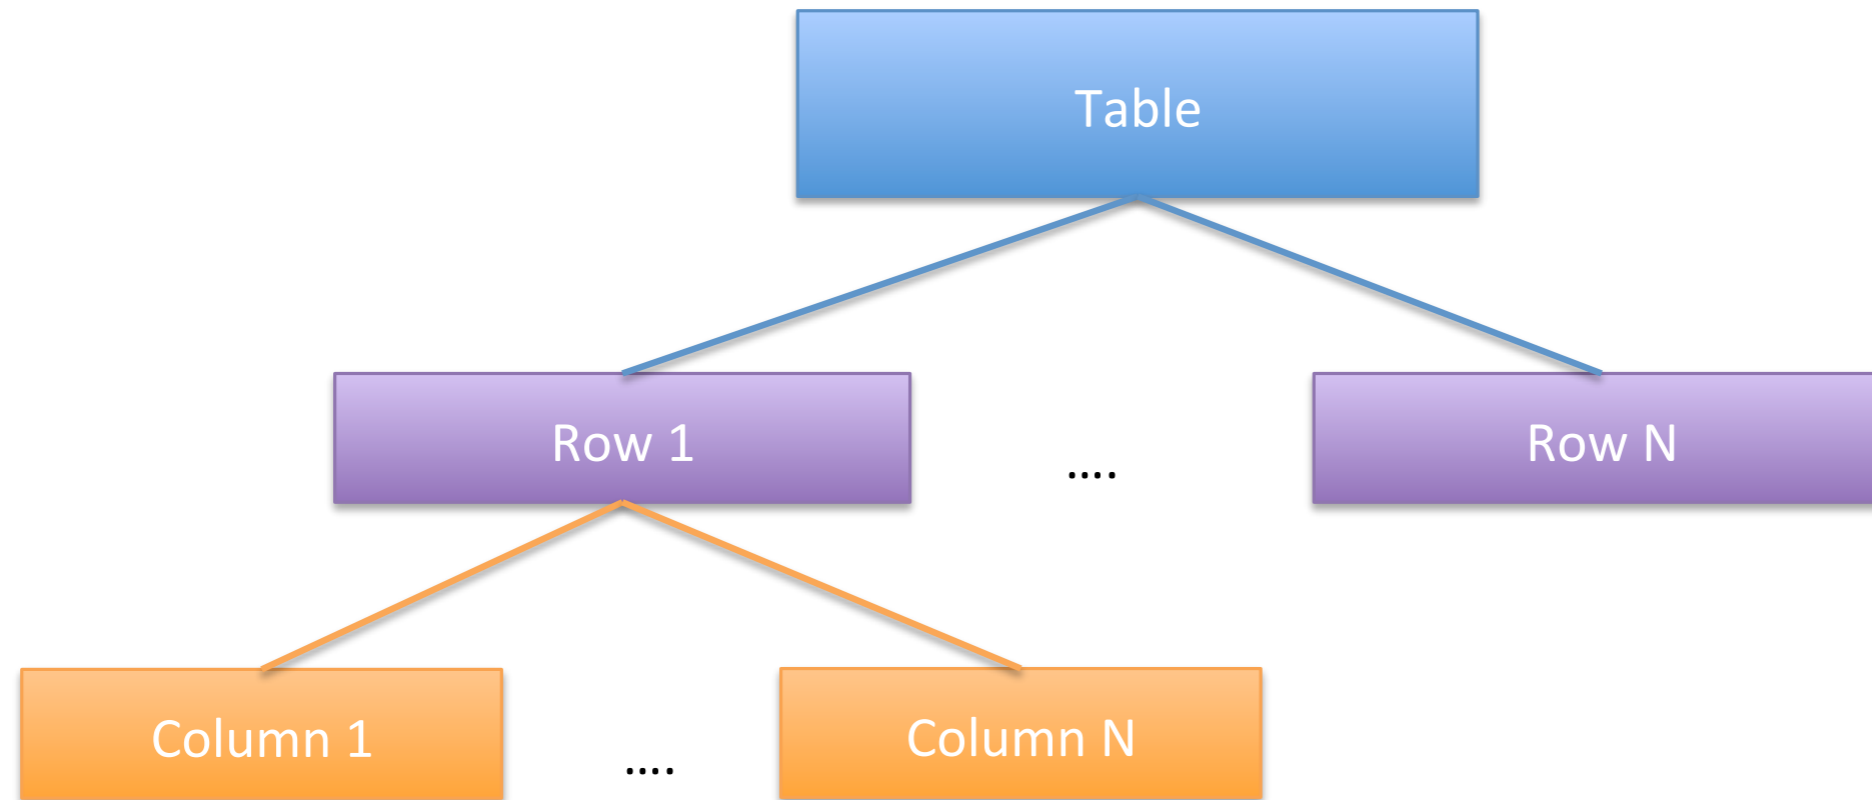 Table
Row 1
....
Row N
Column 1
....
Column N